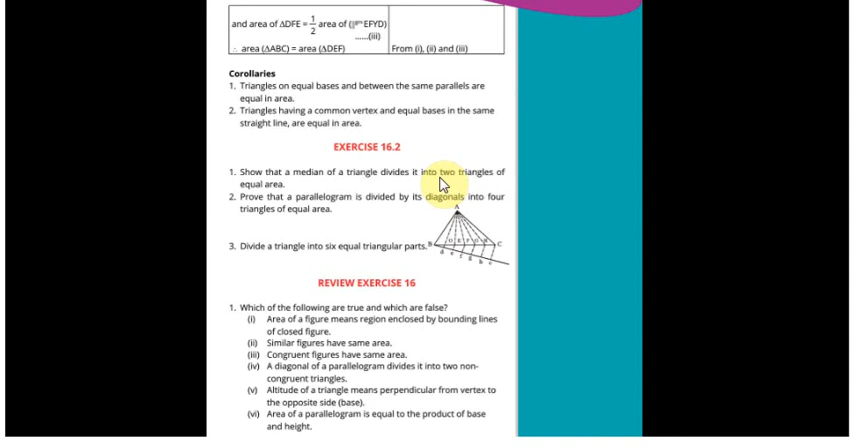 and area of ΔDFE = 1/2 area of (||gm EFYD)
......(iii)
∴ area (ΔABC) = area (ΔDEF) From (i), (ii) and (iii)
Corollaries
1. Triangles on equal bases and between the same parallels are
equal in area.
2. Triangles having a common vertex and equal bases in the same
straight line, are equal in area.
EXERCISE 16.2
1. Show that a median of a triangle divides it into two triangles of
equal area.
2. Prove that a parallelogram is divided by its diagonals into four
triangles of equal area.
A
3. Divide a triangle into six equal triangular parts.
B
C
REVIEW EXERCISE 16
1. Which of the following are true and which are false?
(i) Area of a figure means region enclosed by bounding lines
of closed figure.
(ii) Similar figures have same area.
(iii) Congruent figures have same area.
(iv) A diagonal of a parallelogram divides it into two non-
congruent triangles.
(v) Altitude of a triangle means perpendicular from vertex to
the opposite side (base).
(vi) Area of a parallelogram is equal to the product of base
and height.